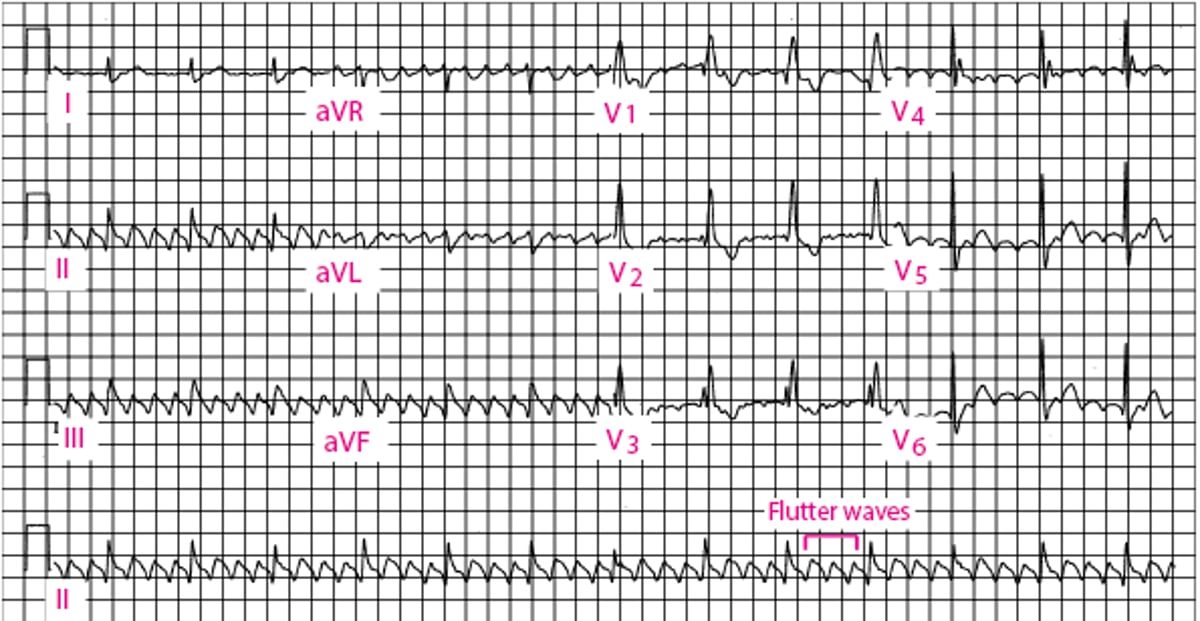 I
aVR
V1
V4
II
aVL
V2
V5
III
aVF
V3
V6
Flutter waves
II